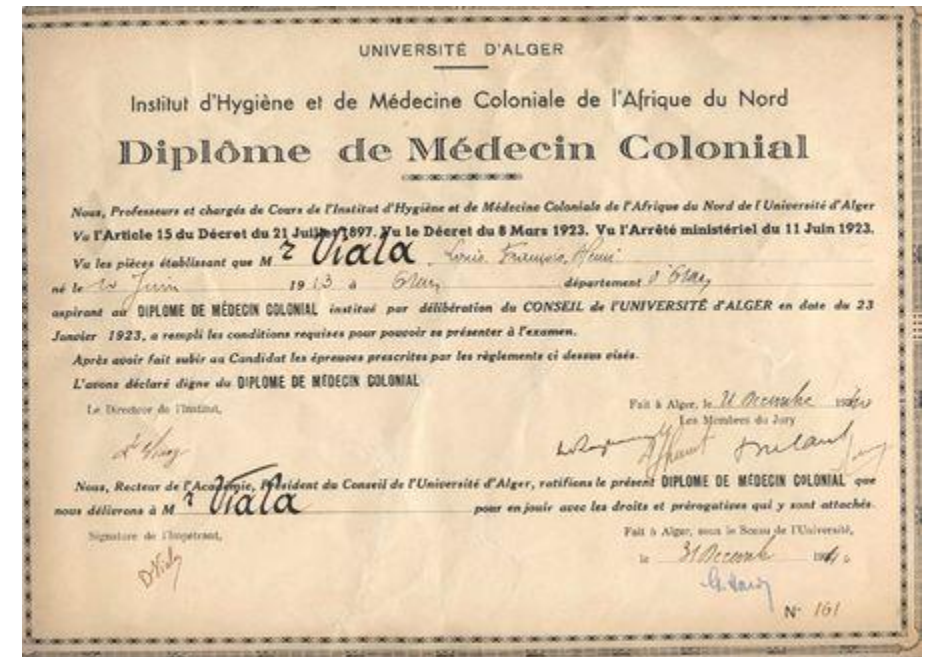 UNIVERSITÉ D'ALGER
Institut d'Hygiène et de Médecine Coloniale de l'Afrique du Nord
Diplôme de Médecin Colonial
Nous, Professeurs et chargés de Cours de l'Institut d'Hygiène et de Médecine Coloniale de l'Afrique du Nord de l'Université d'Alger
Vu l'Article 15 du Décret du 21 Juillet 1897. Vu le Décret du 8 Mars 1923. Vu l'Arrêté ministériel du 11 Juin 1923.
Vu les pièces établissant que M r Viala Louis François Henri
né le Juin 1913 à Oran département d'Oran
aspirant au DIPLOME DE MÉDECIN COLONIAL institué par délibération du CONSEIL de l'UNIVERSITÉ d'ALGER en date du 23
Janvier 1923, a rempli les conditions requises pour pouvoir se présenter à l'examen.
Après avoir fait subir au Candidat les épreuves prescrites par les règlements ci dessus visés.
L'avons déclaré digne du DIPLOME DE MÉDECIN COLONIAL
Le Directeur de l'Institut,
Fait à Alger, le 21 Décembre 1940
Les Membres du Jury
Nous, Recteur de l'Académie, Président du Conseil de l'Université d'Alger, ratifions le présent DIPLOME DE MÉDECIN COLONIAL que
nous délivrons à M r Viala pour en jouir avec les droits et prérogatives qui y sont attachés.
Signature de l'Impétrant,
Fait à Alger, sous le Sceau de l'Université,
le 31 Décembre 1940
D Viala
G. Hardy
N° 161